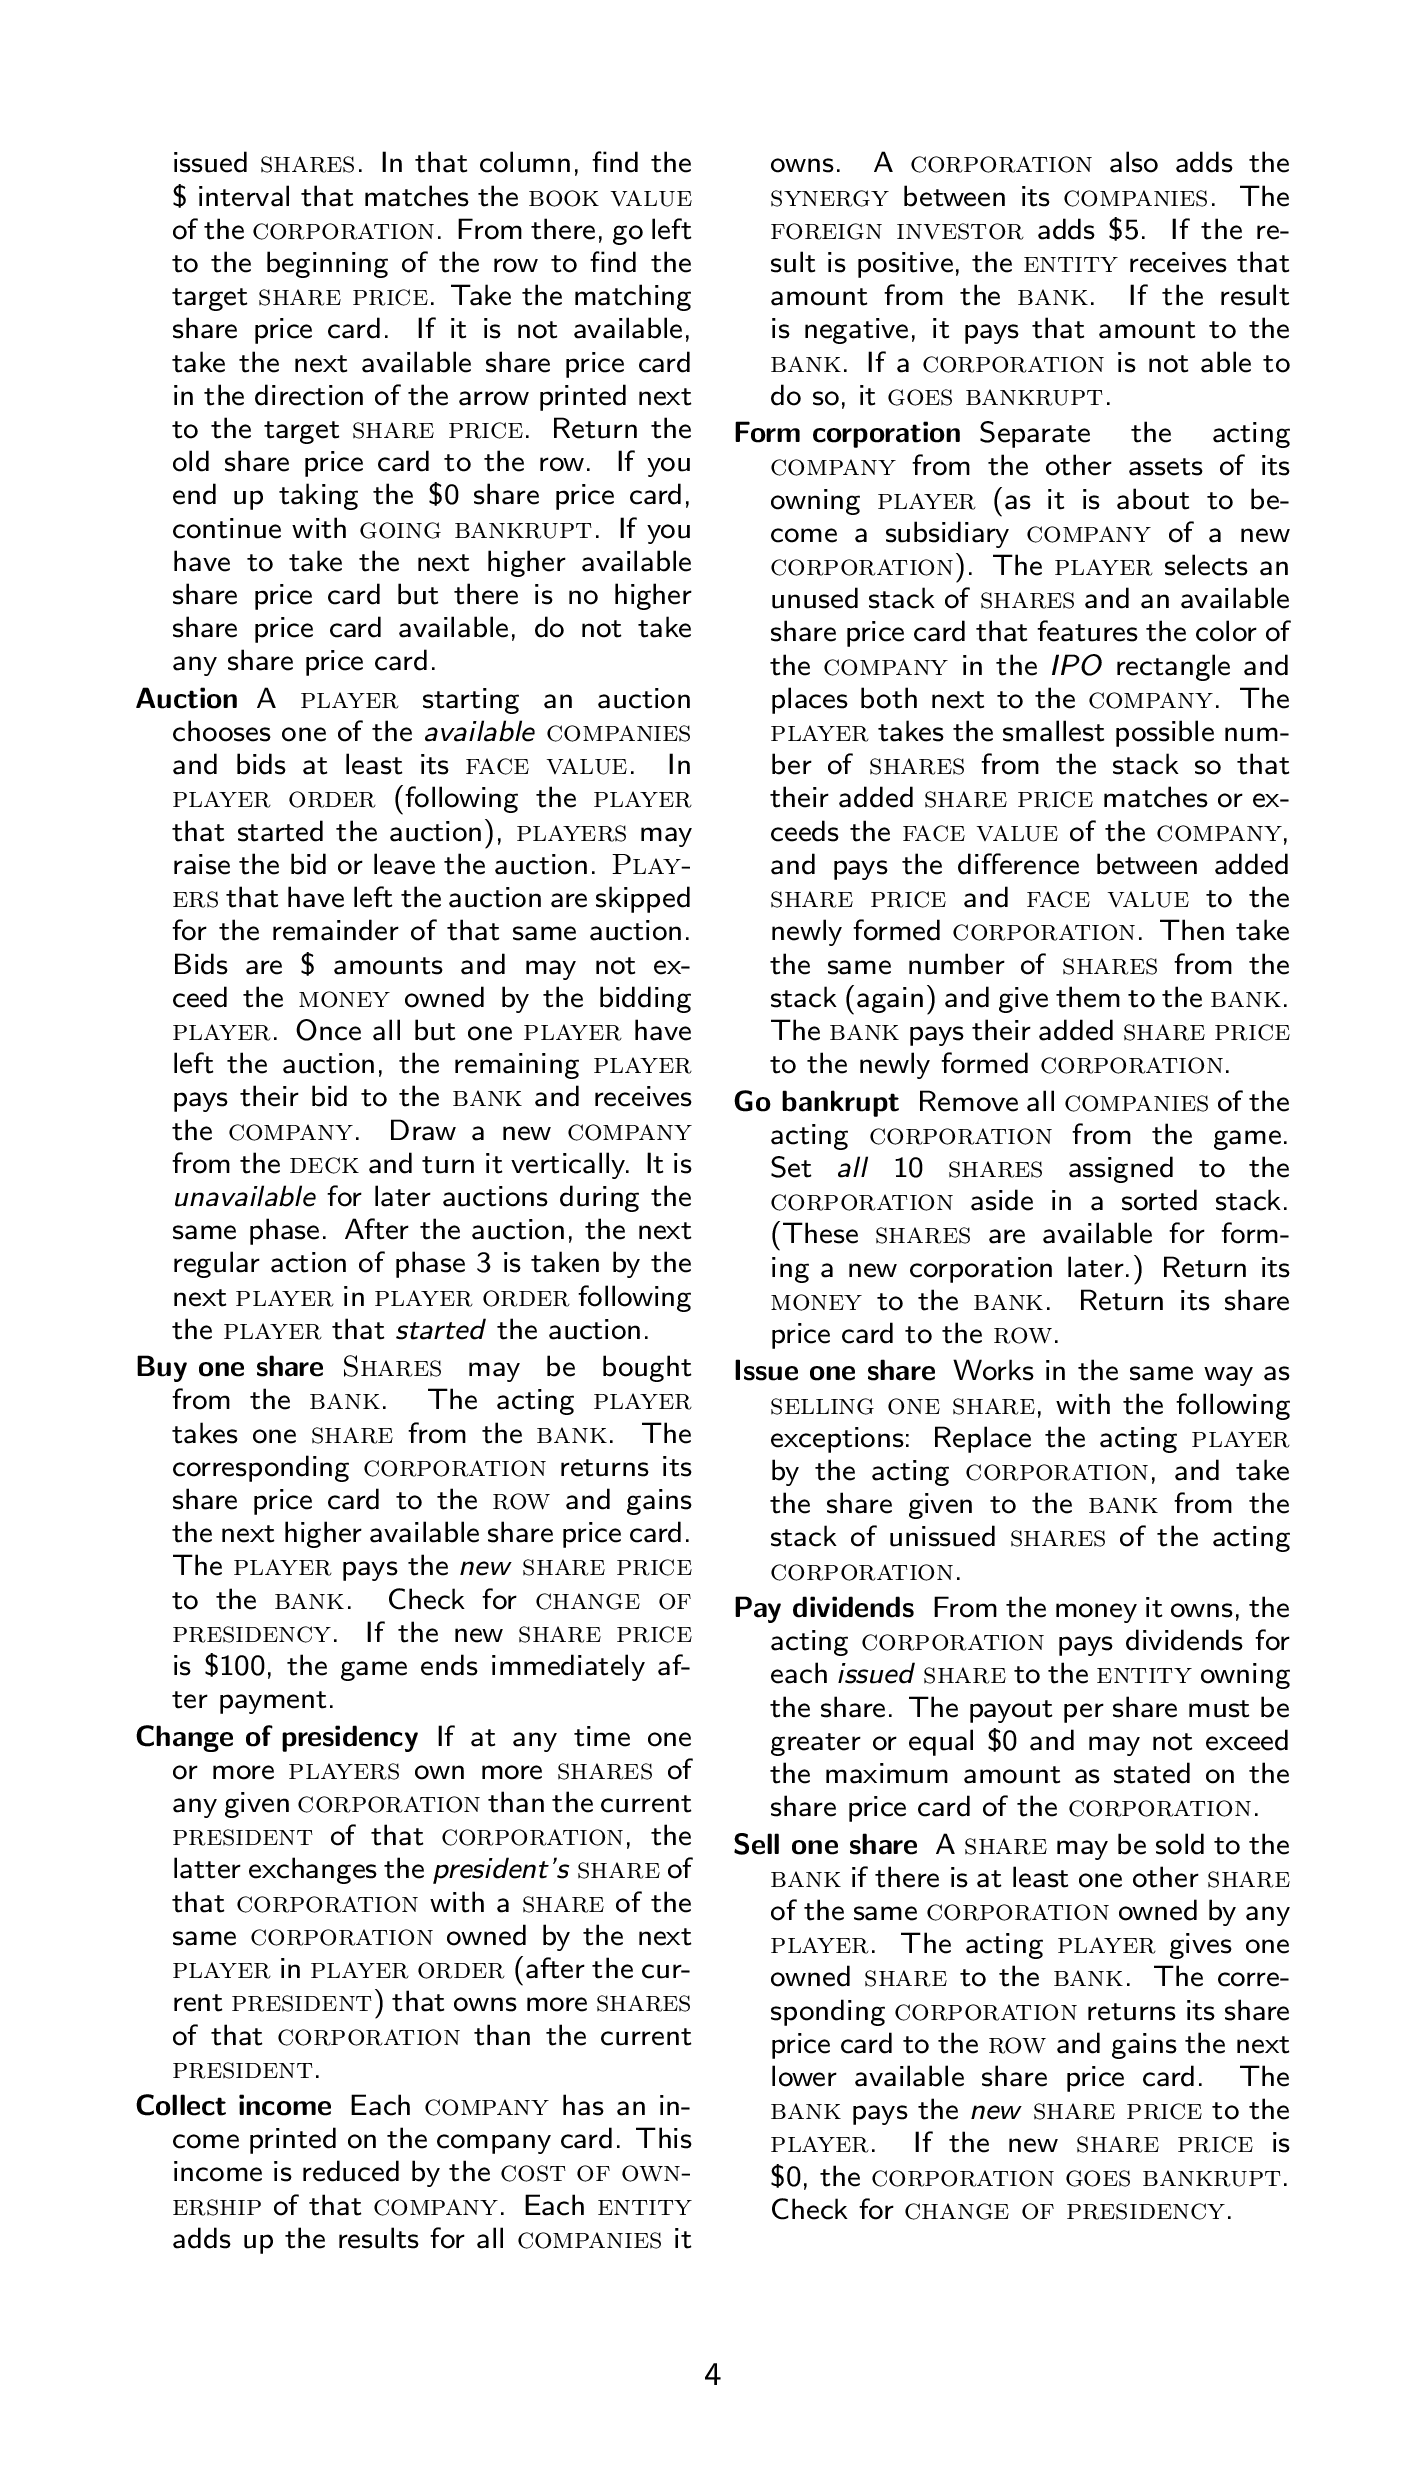 issued SHARES. In that column, find the
$ interval that matches the BOOK VALUE
of the CORPORATION. From there, go left
to the beginning of the row to find the
target SHARE PRICE. Take the matching
share price card. If it is not available,
take the next available share price card
in the direction of the arrow printed next
to the target SHARE PRICE. Return the
old share price card to the row. If you
end up taking the $0 share price card,
continue with GOING BANKRUPT. If you
have to take the next higher available
share price card but there is no higher
share price card available, do not take
any share price card.
Auction A PLAYER starting an auction
chooses one of the available COMPANIES
and bids at least its FACE VALUE. In
PLAYER ORDER (following the PLAYER
that started the auction), PLAYERS may
raise the bid or leave the auction. PLAY-
ERS that have left the auction are skipped
for the remainder of that same auction.
Bids are $ amounts and may not ex-
ceed the MONEY owned by the bidding
PLAYER. Once all but one PLAYER have
left the auction, the remaining PLAYER
pays their bid to the BANK and receives
the COMPANY. Draw a new COMPANY
from the DECK and turn it vertically. It is
unavailable for later auctions during the
same phase. After the auction, the next
regular action of phase 3 is taken by the
next PLAYER in PLAYER ORDER following
the PLAYER that started the auction.
Buy one share SHARES may be bought
from the BANK. The acting PLAYER
takes one SHARE from the BANK. The
corresponding CORPORATION returns its
share price card to the ROW and gains
the next higher available share price card.
The PLAYER pays the new SHARE PRICE
to the BANK. Check for CHANGE OF
PRESIDENCY. If the new SHARE PRICE
is $100, the game ends immediately af-
ter payment.
Change of presidency If at any time one
or more PLAYERS own more SHARES of
any given CORPORATION than the current
PRESIDENT of that CORPORATION, the
latter exchanges the president's SHARE of
that CORPORATION with a SHARE of the
same CORPORATION owned by the next
PLAYER in PLAYER ORDER (after the cur-
rent PRESIDENT) that owns more SHARES
of that CORPORATION than the current
PRESIDENT.
Collect income Each COMPANY has an in-
come printed on the company card. This
income is reduced by the COST OF OWN-
ERSHIP of that COMPANY. Each ENTITY
adds up the results for all COMPANIES it
owns. A CORPORATION also adds the
SYNERGY between its COMPANIES. The
FOREIGN INVESTOR adds $5. If the re-
sult is positive, the ENTITY receives that
amount from the BANK. If the result
is negative, it pays that amount to the
BANK. If a CORPORATION is not able to
do so, it GOES BANKRUPT.
Form corporation Separate the acting
COMPANY from the other assets of its
owning PLAYER (as it is about to be-
come a subsidiary COMPANY of a new
CORPORATION). The PLAYER selects an
unused stack of SHARES and an available
share price card that features the color of
the COMPANY in the IPO rectangle and
places both next to the COMPANY. The
PLAYER takes the smallest possible num-
ber of SHARES from the stack so that
their added SHARE PRICE matches or ex-
ceeds the FACE VALUE of the COMPANY,
and pays the difference between added
SHARE PRICE and FACE VALUE to the
newly formed CORPORATION. Then take
the same number of SHARES from the
stack (again) and give them to the BANK.
The BANK pays their added SHARE PRICE
to the newly formed CORPORATION.
Go bankrupt Remove all COMPANIES of the
acting CORPORATION from the game.
Set all 10 SHARES assigned to the
CORPORATION aside in a sorted stack.
(These SHARES are available for form-
ing a new corporation later.) Return its
MONEY to the BANK. Return its share
price card to the ROW.
Issue one share Works in the same way as
SELLING ONE SHARE, with the following
exceptions: Replace the acting PLAYER
by the acting CORPORATION, and take
the share given to the BANK from the
stack of unissued SHARES of the acting
CORPORATION.
Pay dividends From the money it owns, the
acting CORPORATION pays dividends for
each issued SHARE to the ENTITY owning
the share. The payout per share must be
greater or equal $0 and may not exceed
the maximum amount as stated on the
share price card of the CORPORATION.
Sell one share A SHARE may be sold to the
BANK if there is at least one other SHARE
of the same CORPORATION owned by any
PLAYER. The acting PLAYER gives one
owned SHARE to the BANK. The corre-
sponding CORPORATION returns its share
price card to the ROW and gains the next
lower available share price card. The
BANK pays the new SHARE PRICE to the
PLAYER. If the new SHARE PRICE is
$0, the CORPORATION GOES BANKRUPT.
Check for CHANGE OF PRESIDENCY.
4